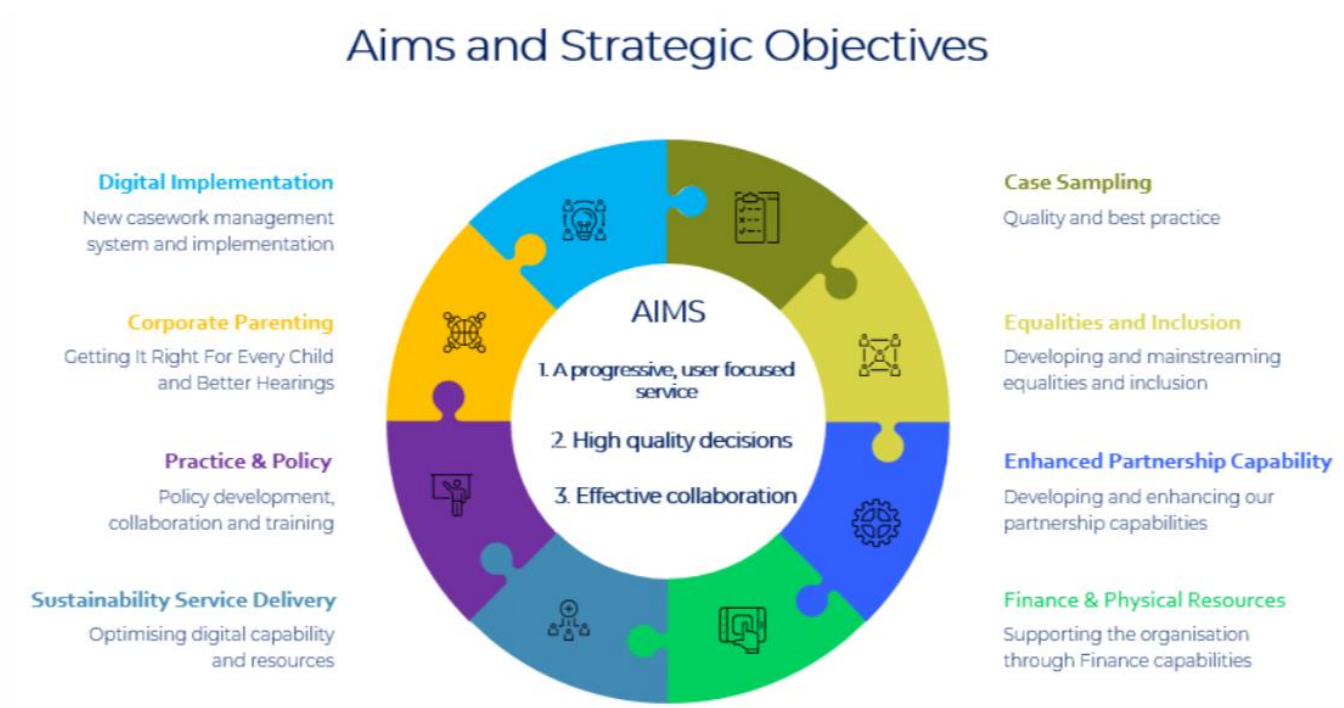 Aims and Strategic Objectives
Digital Implementation
New casework management
system and implementation
Corporate Parenting
Getting It Right For Every Child
and Better Hearings
Practice & Policy
Policy development,
collaboration and training
Sustainability Service Delivery
Optimising digital capability
and resources
AIMS
1. A progressive, user focused
service
2. High quality decisions
3. Effective collaboration
Case Sampling
Quality and best practice
Equalities and Inclusion
Developing and mainstreaming
equalities and inclusion
Enhanced Partnership Capability
Developing and enhancing our
partnership capabilities
Finance & Physical Resources
Supporting the organisation
through Finance capabilities